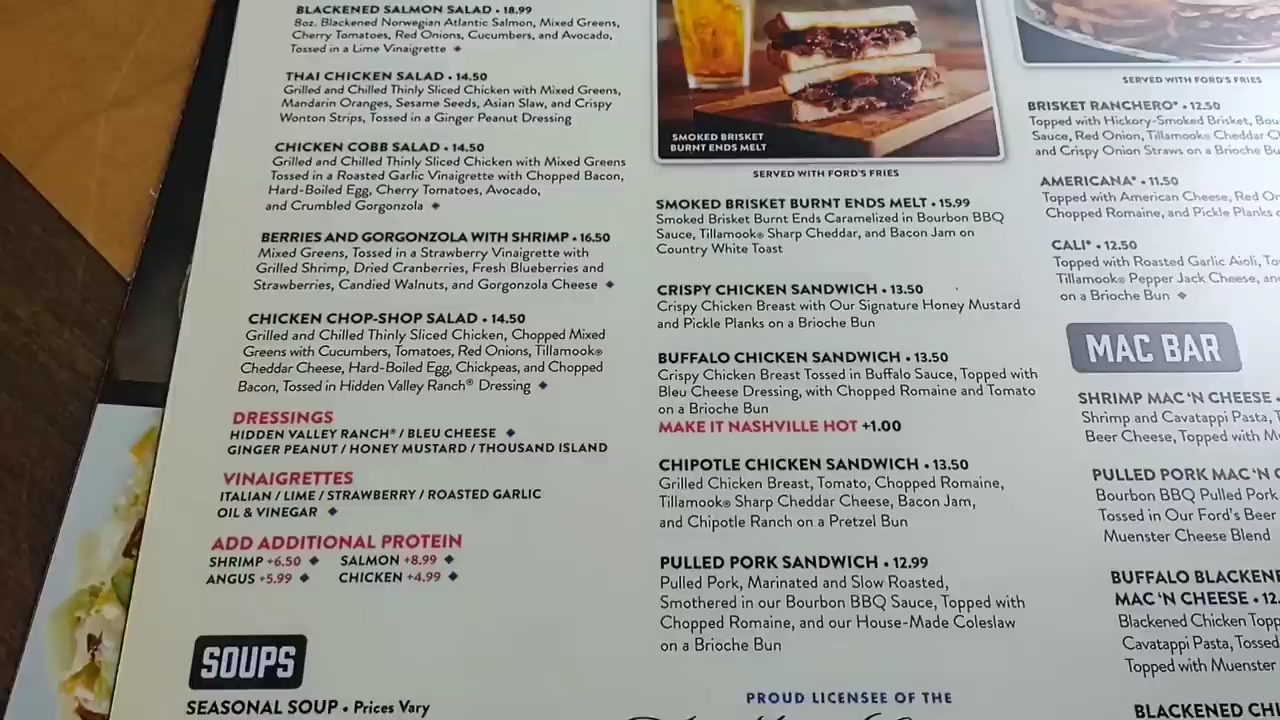 BLACKENED SALMON SALAD • 18.99
8oz. Blackened Norwegian Atlantic Salmon, Mixed Greens,
Cherry Tomatoes, Red Onions, Cucumbers, and Avocado,
Tossed in a Lime Vinaigrette ◆
THAI CHICKEN SALAD • 14.50
Grilled and Chilled Thinly Sliced Chicken with Mixed Greens,
Mandarin Oranges, Sesame Seeds, Asian Slaw, and Crispy
Wonton Strips, Tossed in a Ginger Peanut Dressing
CHICKEN COBB SALAD • 14.50
Grilled and Chilled Thinly Sliced Chicken with Mixed Greens
Tossed in a Roasted Garlic Vinaigrette with Chopped Bacon,
Hard-Boiled Egg, Cherry Tomatoes, Avocado,
and Crumbled Gorgonzola ◆
BERRIES AND GORGONZOLA WITH SHRIMP • 16.50
Mixed Greens, Tossed in a Strawberry Vinaigrette with
Grilled Shrimp, Dried Cranberries, Fresh Blueberries and
Strawberries, Candied Walnuts, and Gorgonzola Cheese ◆
CHICKEN CHOP-SHOP SALAD • 14.50
Grilled and Chilled Thinly Sliced Chicken, Chopped Mixed
Greens with Cucumbers, Tomatoes, Red Onions, Tillamook®
Cheddar Cheese, Hard-Boiled Egg, Chickpeas, and Chopped
Bacon, Tossed in Hidden Valley Ranch® Dressing ◆
DRESSINGS
HIDDEN VALLEY RANCH® / BLEU CHEESE ◆
GINGER PEANUT / HONEY MUSTARD / THOUSAND ISLAND
VINAIGRETTES
ITALIAN / LIME / STRAWBERRY / ROASTED GARLIC
OIL & VINEGAR ◆
ADD ADDITIONAL PROTEIN
SHRIMP +6.50 ◆ SALMON +8.99 ◆
ANGUS +5.99 ◆ CHICKEN +4.99 ◆
SOUPS
SEASONAL SOUP • Prices Vary
SMOKED BRISKET
BURNT ENDS MELT
SERVED WITH FORD'S FRIES
SMOKED BRISKET BURNT ENDS MELT • 15.99
Smoked Brisket Burnt Ends Caramelized in Bourbon BBQ
Sauce, Tillamook® Sharp Cheddar, and Bacon Jam on
Country White Toast
CRISPY CHICKEN SANDWICH • 13.50
Crispy Chicken Breast with Our Signature Honey Mustard
and Pickle Planks on a Brioche Bun
BUFFALO CHICKEN SANDWICH • 13.50
Crispy Chicken Breast Tossed in Buffalo Sauce, Topped with
Bleu Cheese Dressing, with Chopped Romaine and Tomato
on a Brioche Bun
MAKE IT NASHVILLE HOT +1.00
CHIPOTLE CHICKEN SANDWICH • 13.50
Grilled Chicken Breast, Tomato, Chopped Romaine,
Tillamook® Sharp Cheddar Cheese, Bacon Jam,
and Chipotle Ranch on a Pretzel Bun
PULLED PORK SANDWICH • 12.99
Pulled Pork, Marinated and Slow Roasted,
Smothered in our Bourbon BBQ Sauce, Topped with
Chopped Romaine, and our House-Made Coleslaw
on a Brioche Bun
PROUD LICENSEE OF THE
SERVED WITH FORD'S FRIES
BRISKET RANCHERO* • 12.50
Topped with Hickory-Smoked Brisket, Bou
Sauce, Red Onion, Tillamook® Cheddar C
and Crispy Onion Straws on a Brioche Bu
AMERICANA* • 11.50
Topped with American Cheese, Red On
Chopped Romaine, and Pickle Planks
CALI* • 12.50
Topped with Roasted Garlic Aioli, To
Tillamook® Pepper Jack Cheese, an
on a Brioche Bun ◆
MAC BAR
SHRIMP MAC 'N CHEESE •
Shrimp and Cavatappi Pasta,
Beer Cheese, Topped with M
PULLED PORK MAC 'N C
Bourbon BBQ Pulled Pork
Tossed in Our Ford's Beer
Muenster Cheese Blend
BUFFALO BLACKENE
MAC 'N CHEESE • 12.
Blackened Chicken Topp
Cavatappi Pasta, Tossed
Topped with Muenster
BLACKENED CHI